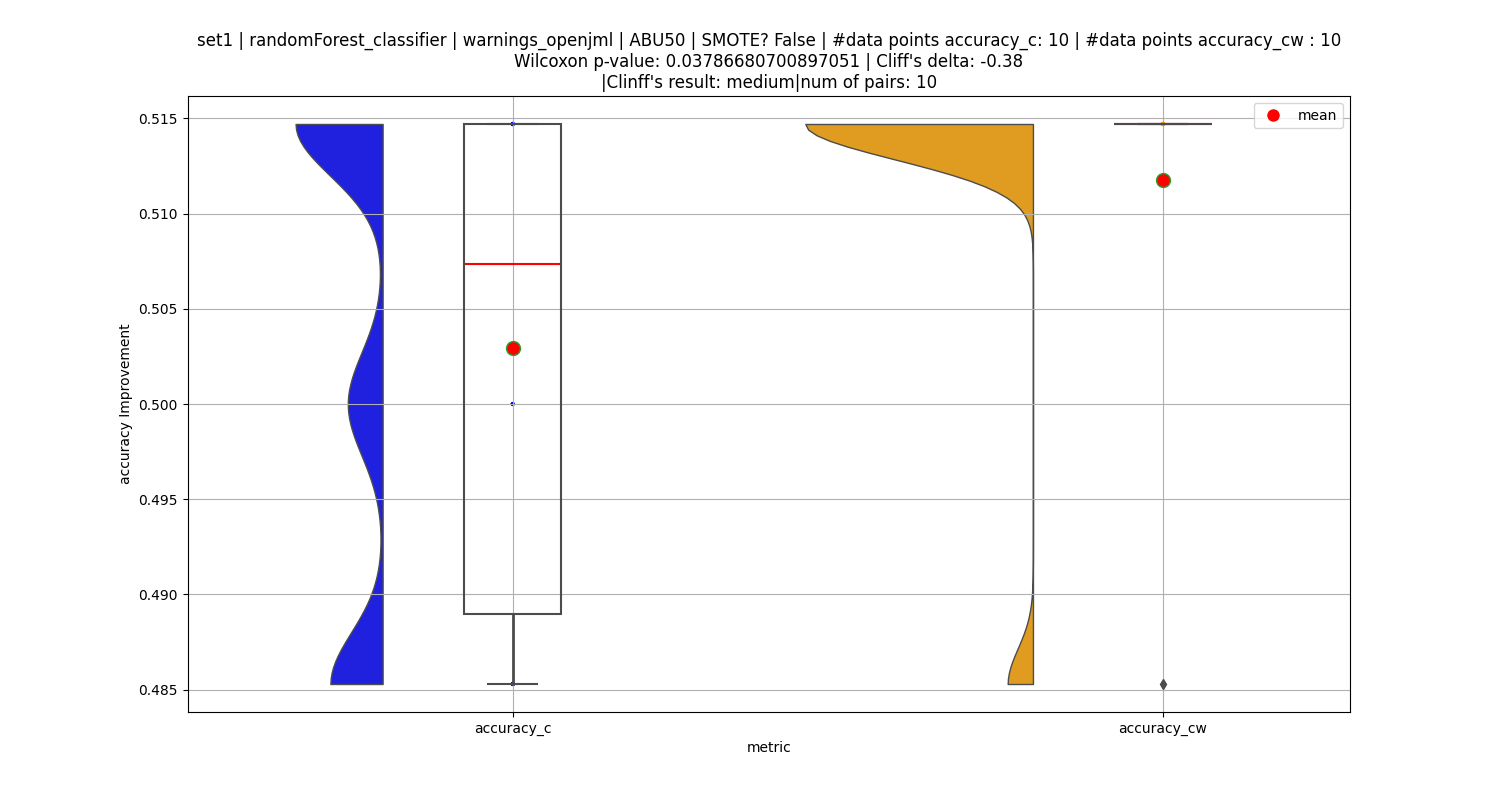 set1 | randomForest_classifier | warnings_openjml | ABU50 | SMOTE? False | #data points accuracy_c: 10 | #data points accuracy_cw : 10
Wilcoxon p-value: 0.03786680700897051 | Cliff's delta: -0.38
|Clinff's result: medium|num of pairs: 10
mean
0.515
0.510
0.505
0.500
0.495
0.490
0.485
accuracy Improvement
accuracy_c
accuracy_cw
metric